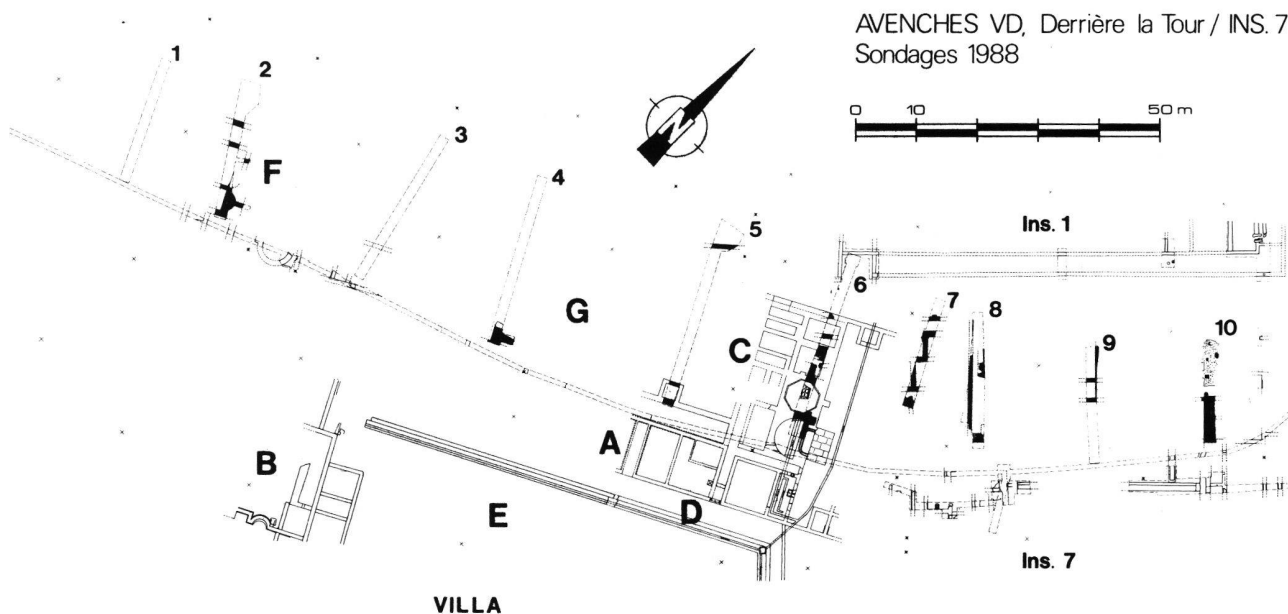 AVENCHES VD, Derrière la Tour / INS. 7
Sondages 1988
0 10 50 m
N
1
2
3
4
5
6
7
8
9
10
Ins. 1
F
G
C
A
B
E
D
Ins. 7
VILLA